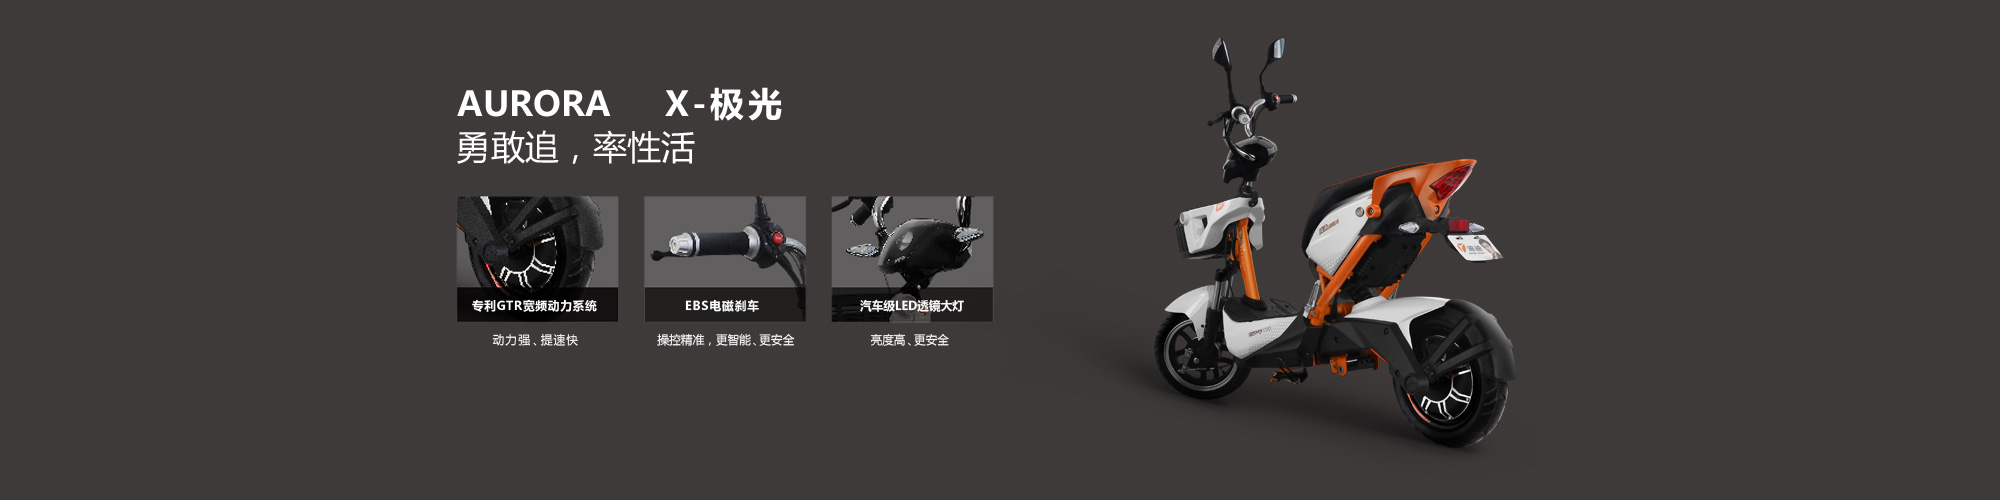 AURORA X-极光
勇敢追，率性活
专利GTR宽频动力系统
动力强、提速快
EBS电磁刹车
操控精准，更智能、更安全
汽车级LED透镜大灯
亮度高、更安全